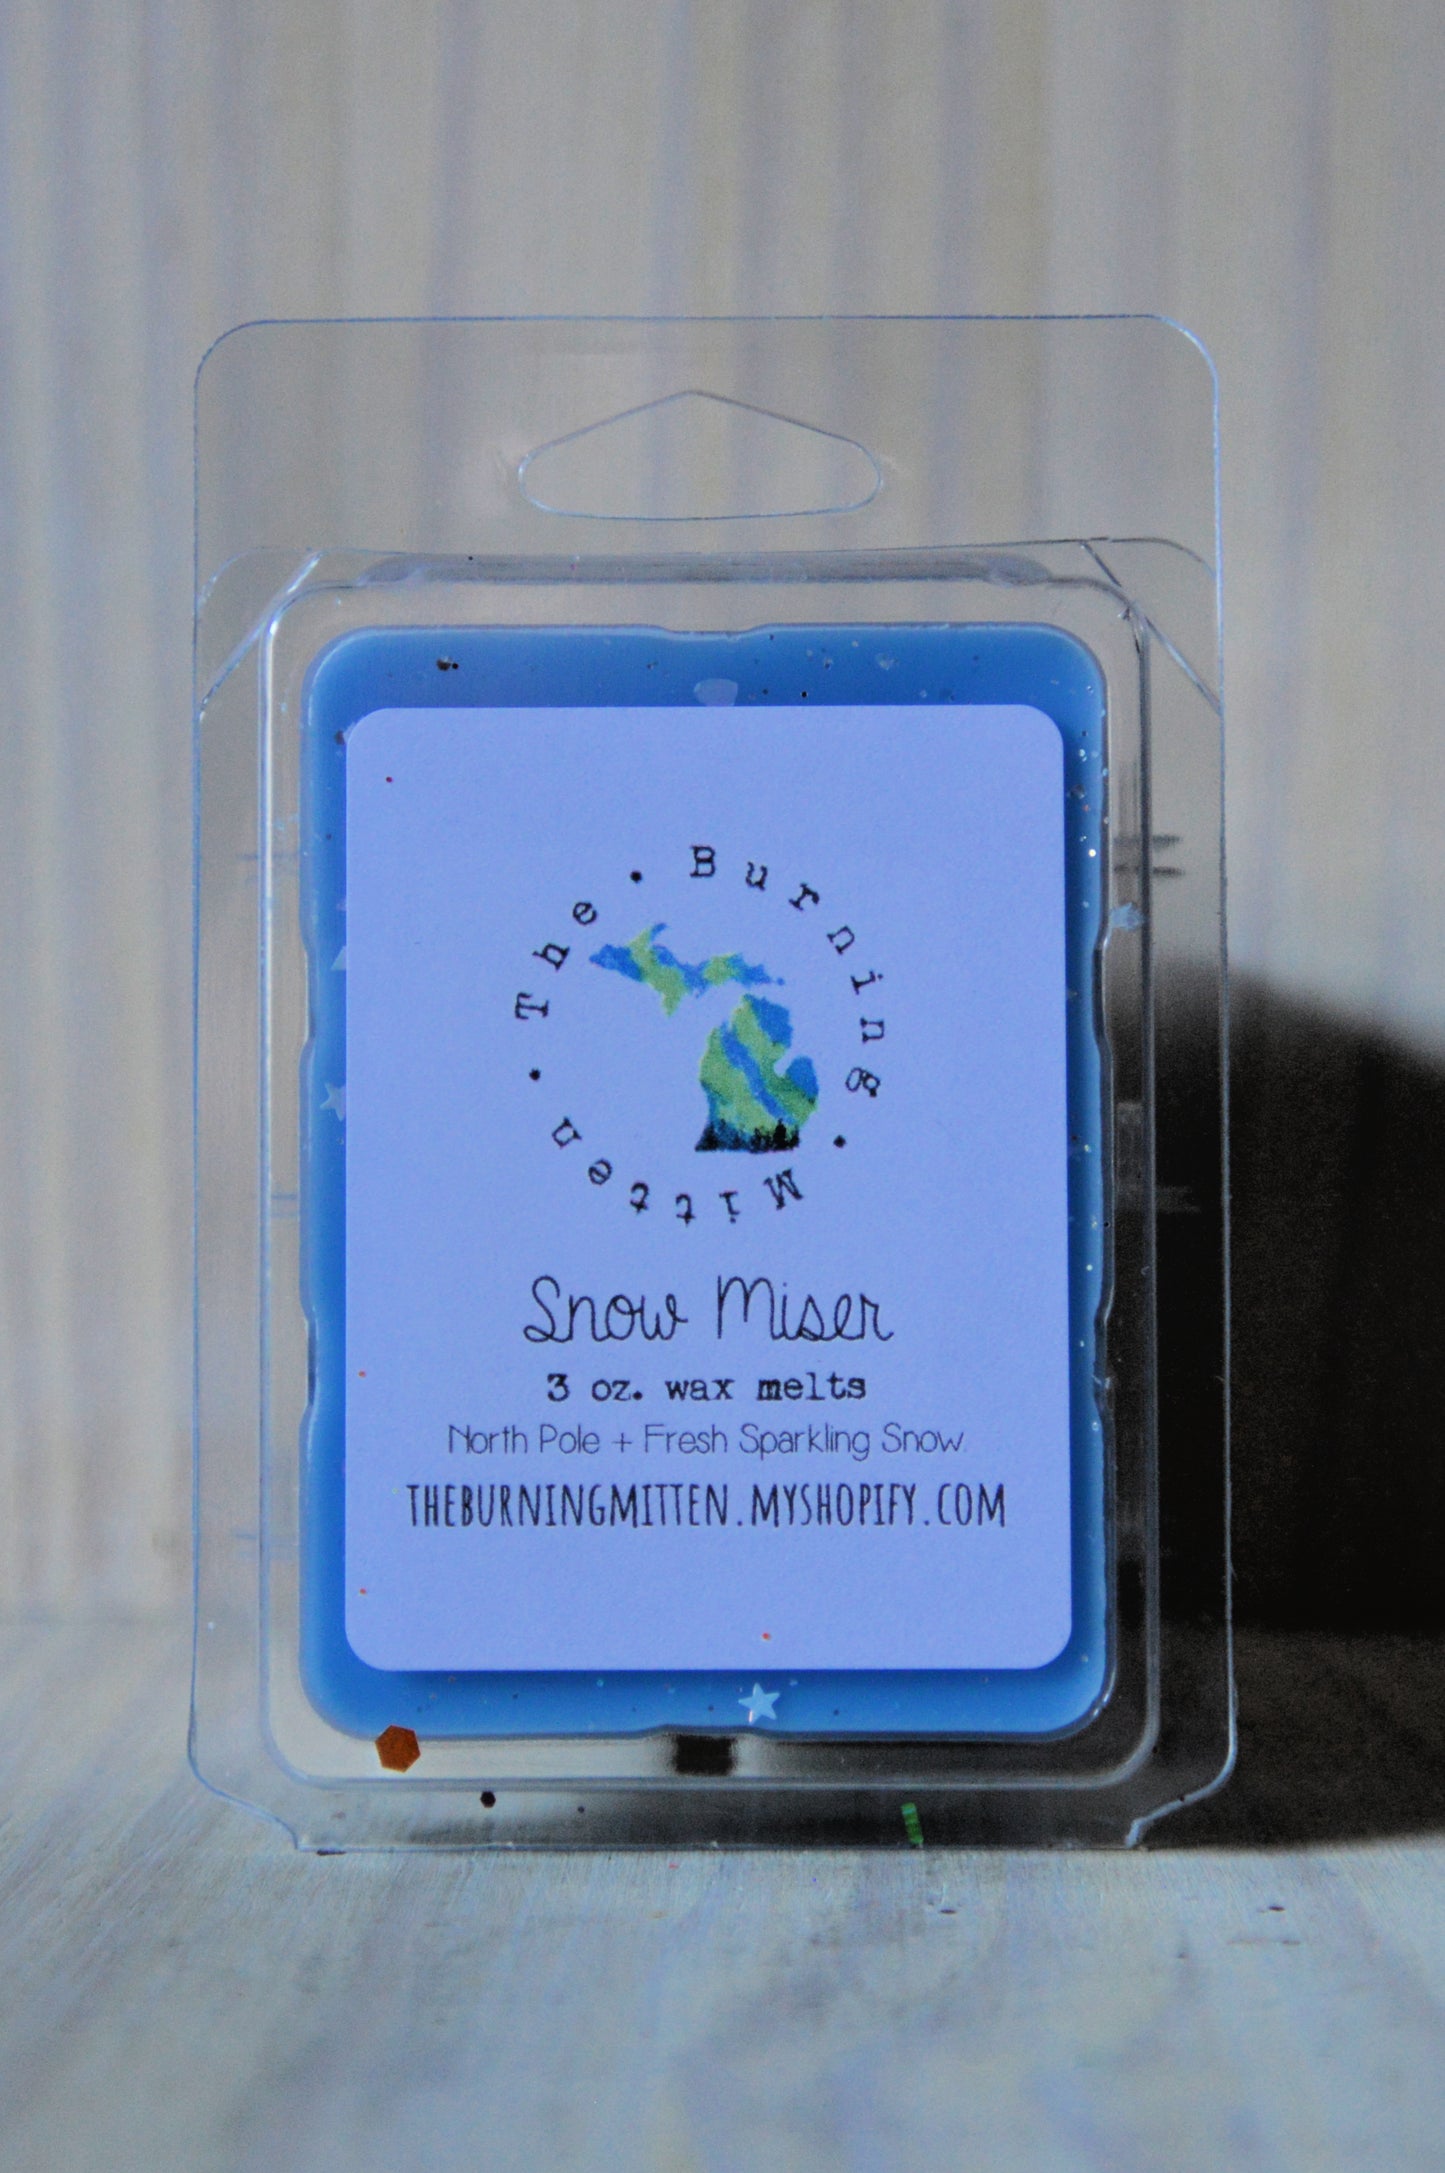 The • Burning • Mitten •
Snow Miser
3 oz. wax melts
North Pole + Fresh Sparkling Snow
THEBURNINGMITTEN.MYSHOPIFY.COM